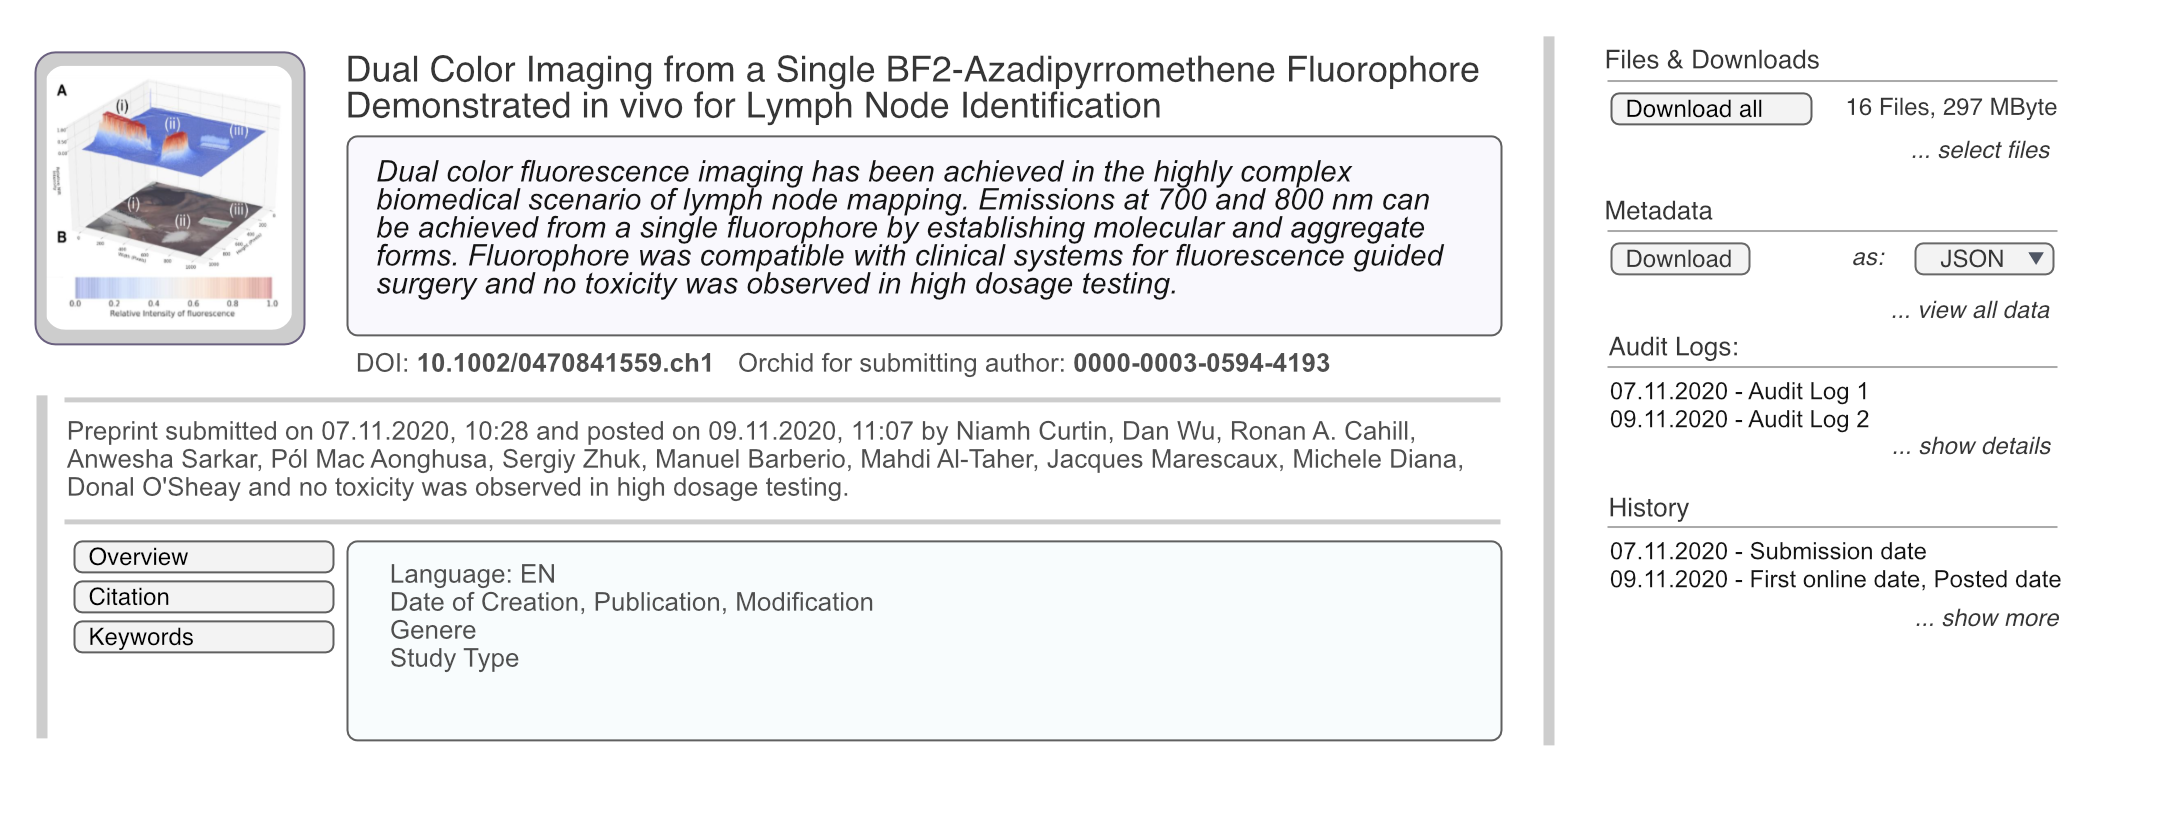 A
(i)
(ii)
(iii)
(i)
(ii)
(iii)
B
0.0 0.2 0.4 0.6 0.8 1.0
Relative Intensity of fluorescence
Dual Color Imaging from a Single BF2-Azadipyrromethene Fluorophore
Demonstrated in vivo for Lymph Node Identification
Dual color fluorescence imaging has been achieved in the highly complex
biomedical scenario of lymph node mapping. Emissions at 700 and 800 nm can
be achieved from a single fluorophore by establishing molecular and aggregate
forms. Fluorophore was compatible with clinical systems for fluorescence guided
surgery and no toxicity was observed in high dosage testing.
DOI: 10.1002/0470841559.ch1 Orchid for submitting author: 0000-0003-0594-4193
Preprint submitted on 07.11.2020, 10:28 and posted on 09.11.2020, 11:07 by Niamh Curtin, Dan Wu, Ronan A. Cahill,
Anwesha Sarkar, Pól Mac Aonghusa, Sergiy Zhuk, Manuel Barberio, Mahdi Al-Taher, Jacques Marescaux, Michele Diana,
Donal O'Sheay and no toxicity was observed in high dosage testing.
Overview
Citation
Keywords
Language: EN
Date of Creation, Publication, Modification
Genere
Study Type
Files & Downloads
Download all 16 Files, 297 MByte
... select files
Metadata
Download as: JSON
... view all data
Audit Logs:
07.11.2020 - Audit Log 1
09.11.2020 - Audit Log 2
... show details
History
07.11.2020 - Submission date
09.11.2020 - First online date, Posted date
... show more